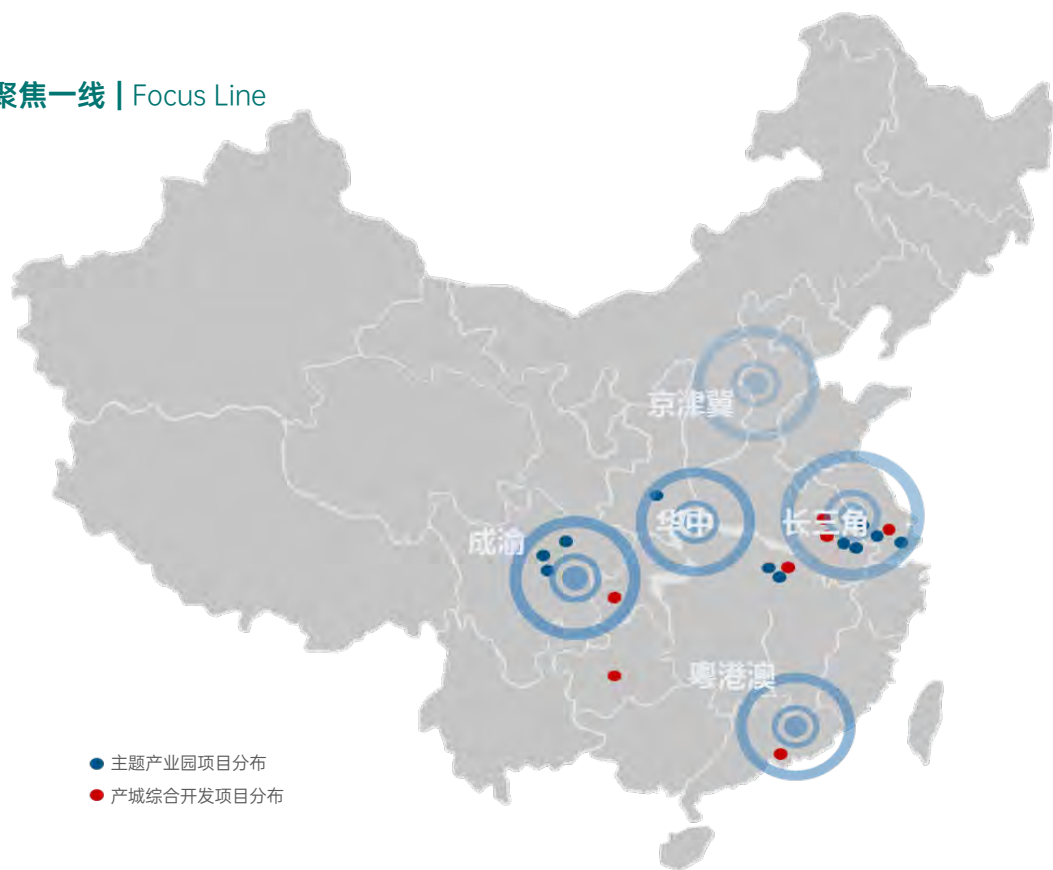 聚焦一线 | Focus Line
京津冀
华中
长三角
成渝
粤港澳
主题产业园项目分布
产城综合开发项目分布